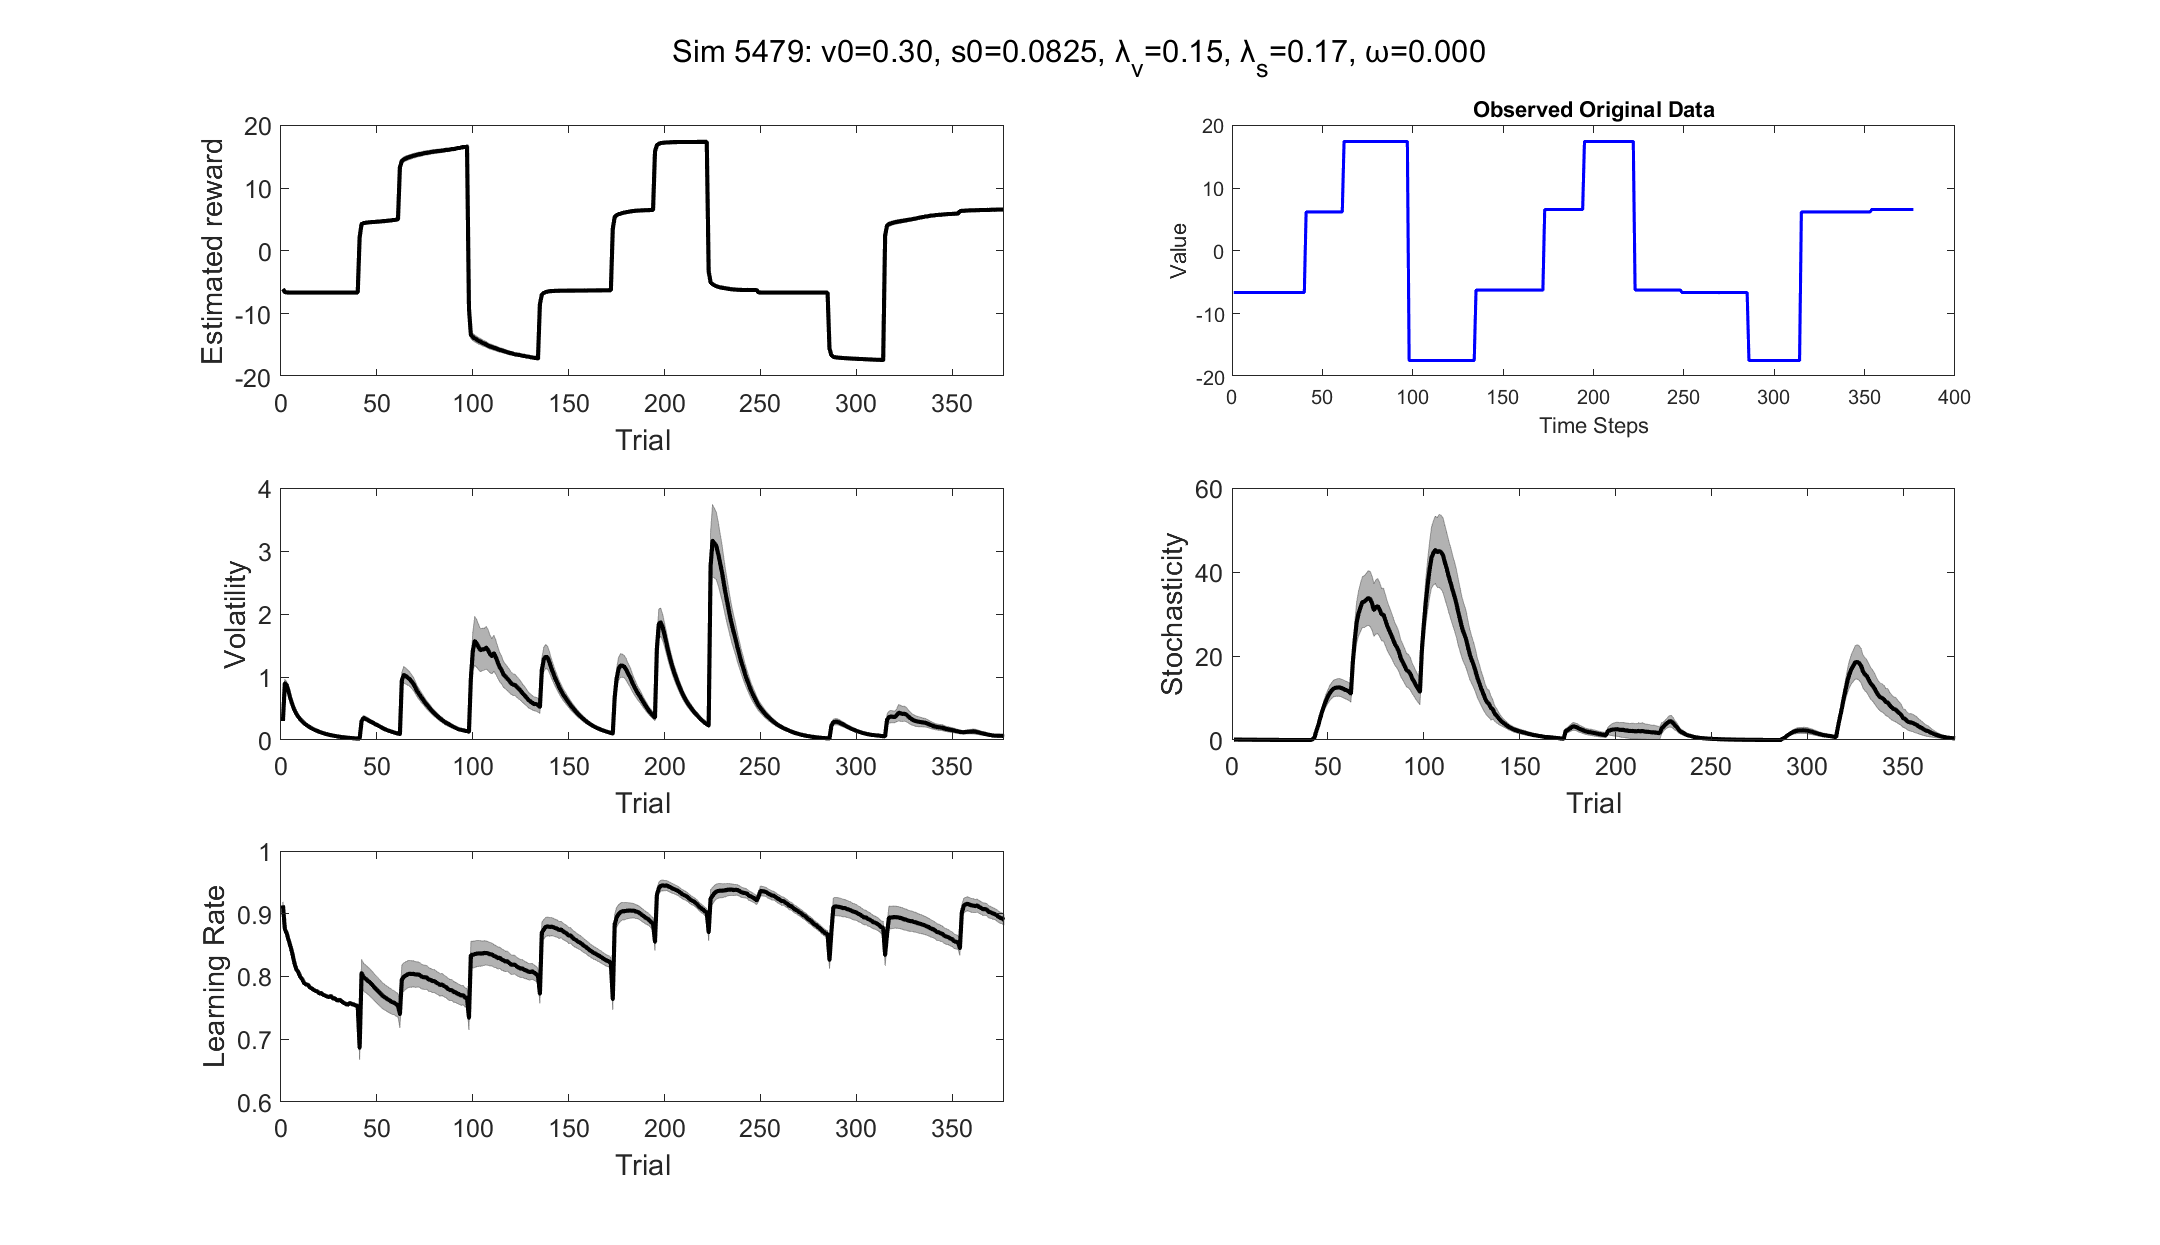 Sim 5479: v0=0.30, s0=0.0825, λ_v=0.15, λ_s=0.17, ω=0.000
Estimated reward
20
10
0
-10
-20
0 50 100 150 200 250 300 350
Trial
Observed Original Data
Value
20
10
0
-10
-20
0 50 100 150 200 250 300 350 400
Time Steps
Volatility
4
3
2
1
0
0 50 100 150 200 250 300 350
Trial
Stochasticity
60
40
20
0
0 50 100 150 200 250 300 350
Trial
Learning Rate
1
0.9
0.8
0.7
0.6
0 50 100 150 200 250 300 350
Trial